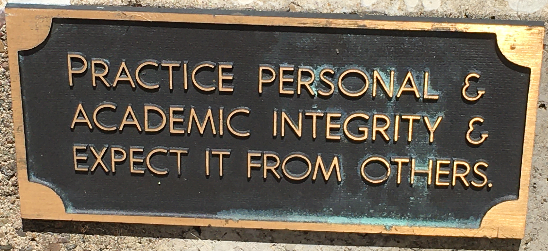 PRACTICE PERSONAL &
ACADEMIC INTEGRITY &
EXPECT IT FROM OTHERS.